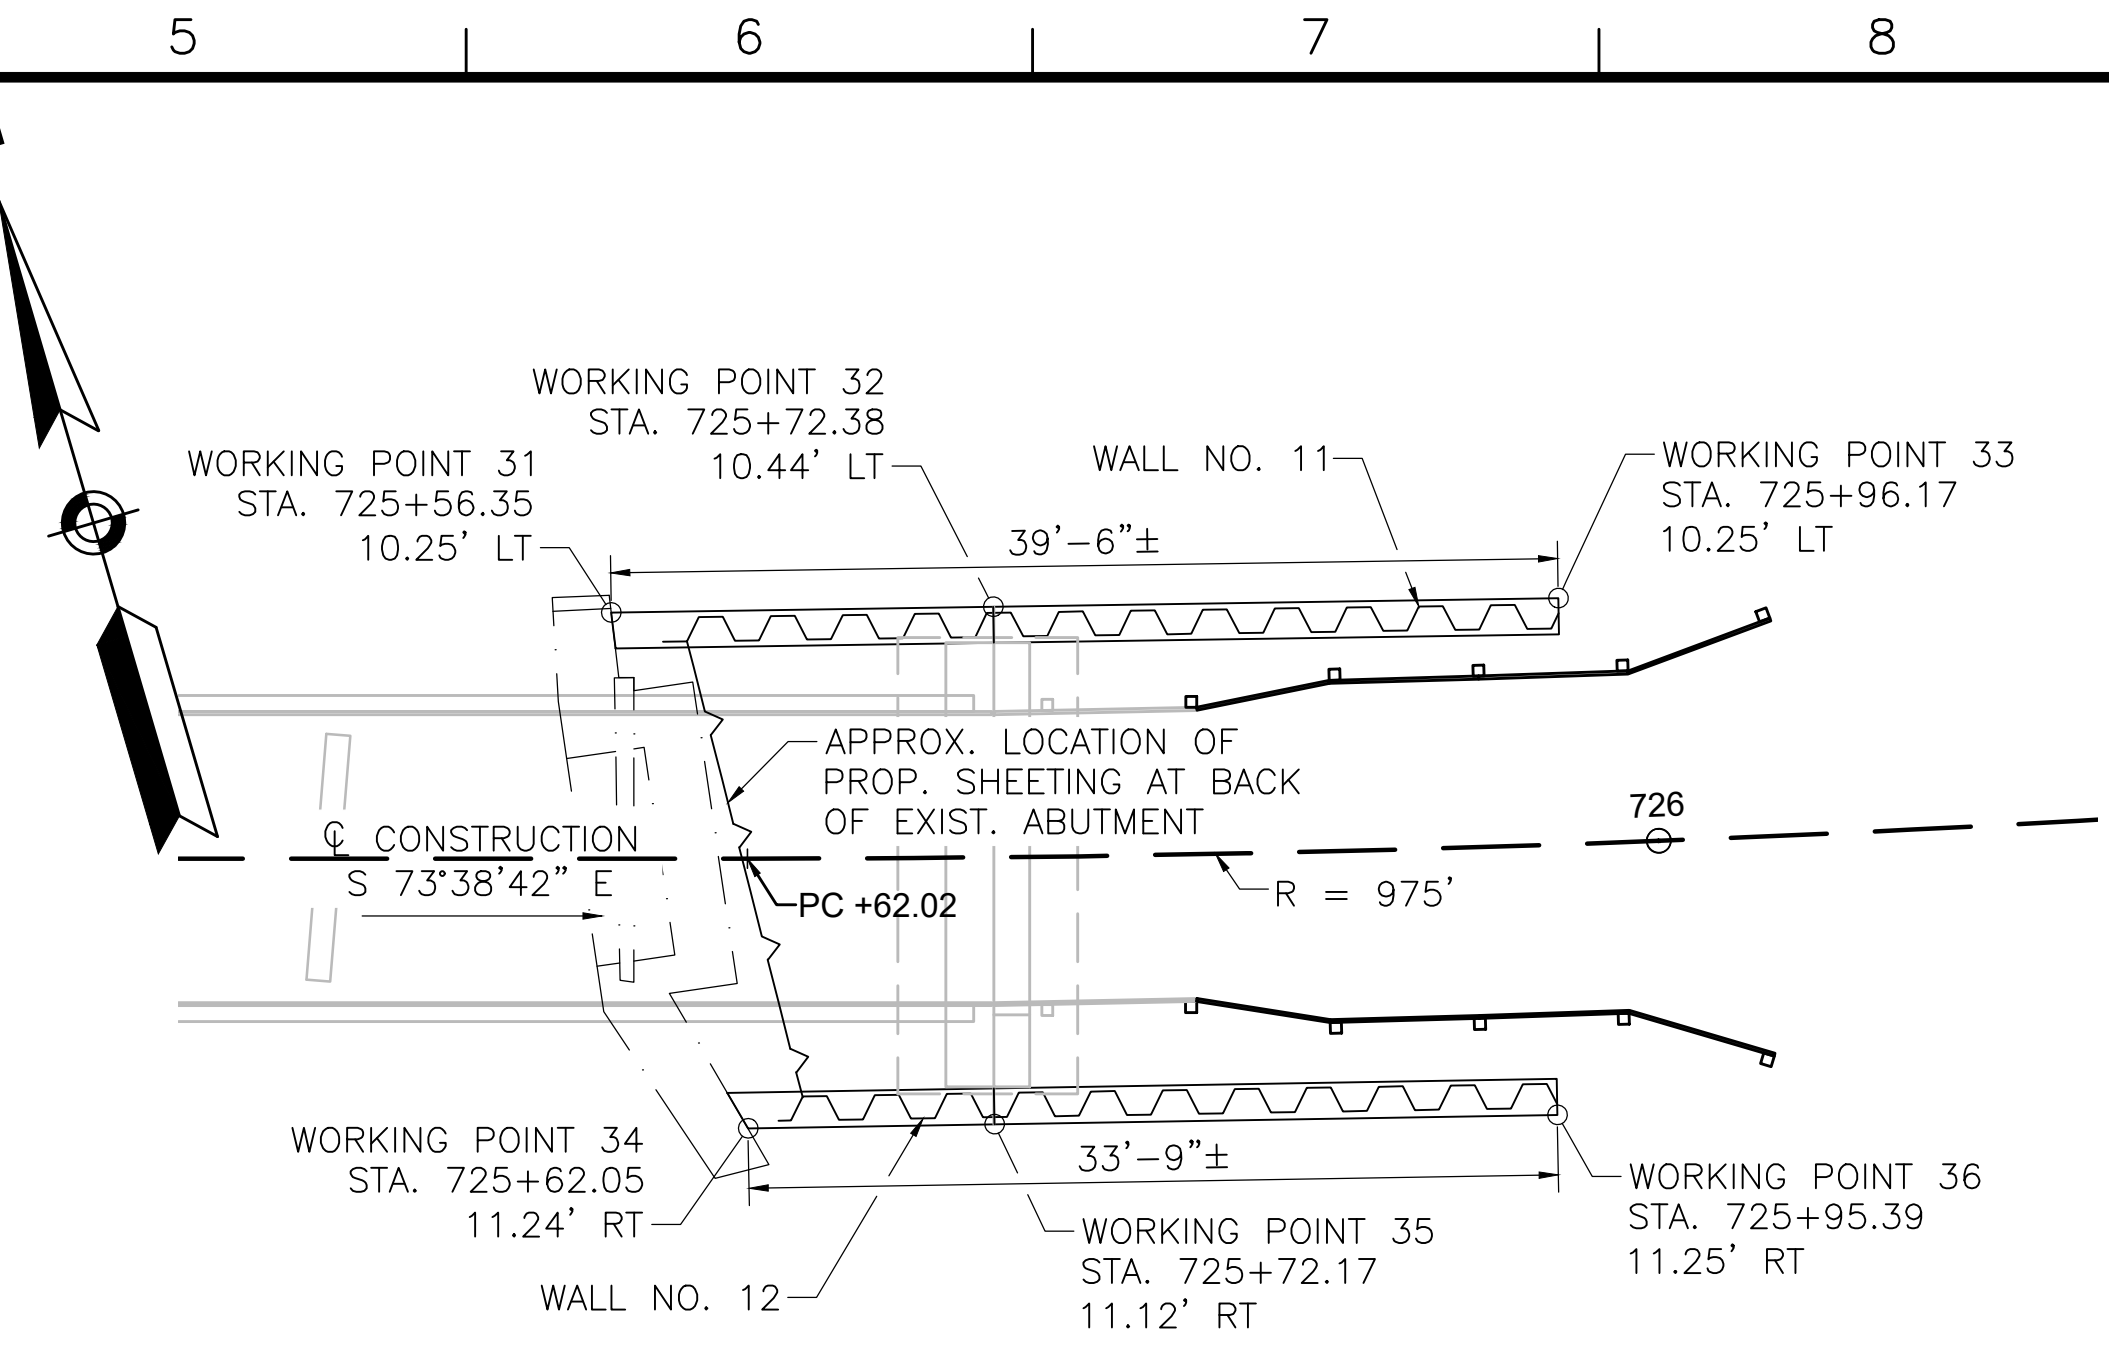 5 6 7 8
WORKING POINT 32
STA. 725+72.38
10.44' LT
WORKING POINT 31
STA. 725+56.35
10.25' LT
WALL NO. 11
WORKING POINT 33
STA. 725+96.17
10.25' LT
39'-6"±
APPROX. LOCATION OF
PROP. SHEETING AT BACK
OF EXIST. ABUTMENT
726
℄ CONSTRUCTION
S 73°38'42" E
PC +62.02
R = 975'
WORKING POINT 34
STA. 725+62.05
11.24' RT
33'-9"±
WORKING POINT 36
STA. 725+95.39
11.25' RT
WORKING POINT 35
STA. 725+72.17
11.12' RT
WALL NO. 12